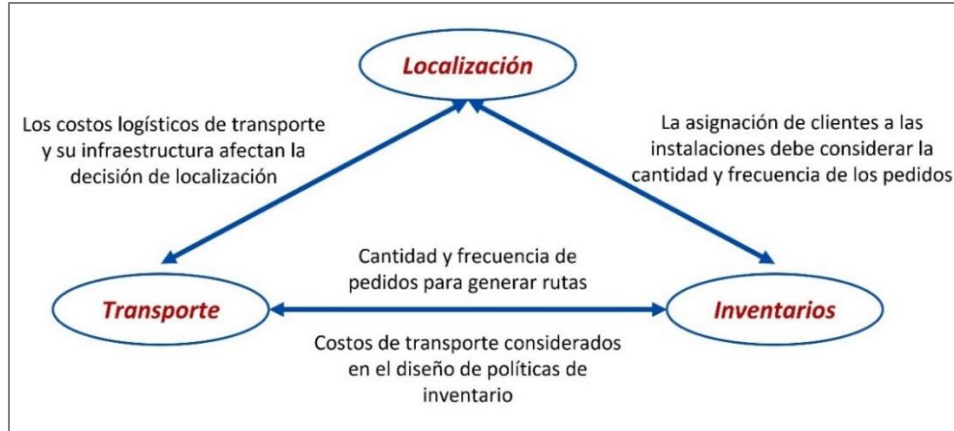 Localización
Los costos logísticos de transporte
y su infraestructura afectan la
decisión de localización
La asignación de clientes a las
instalaciones debe considerar la
cantidad y frecuencia de los pedidos
Cantidad y frecuencia de
pedidos para generar rutas
Transporte
Inventarios
Costos de transporte considerados
en el diseño de políticas de
inventario